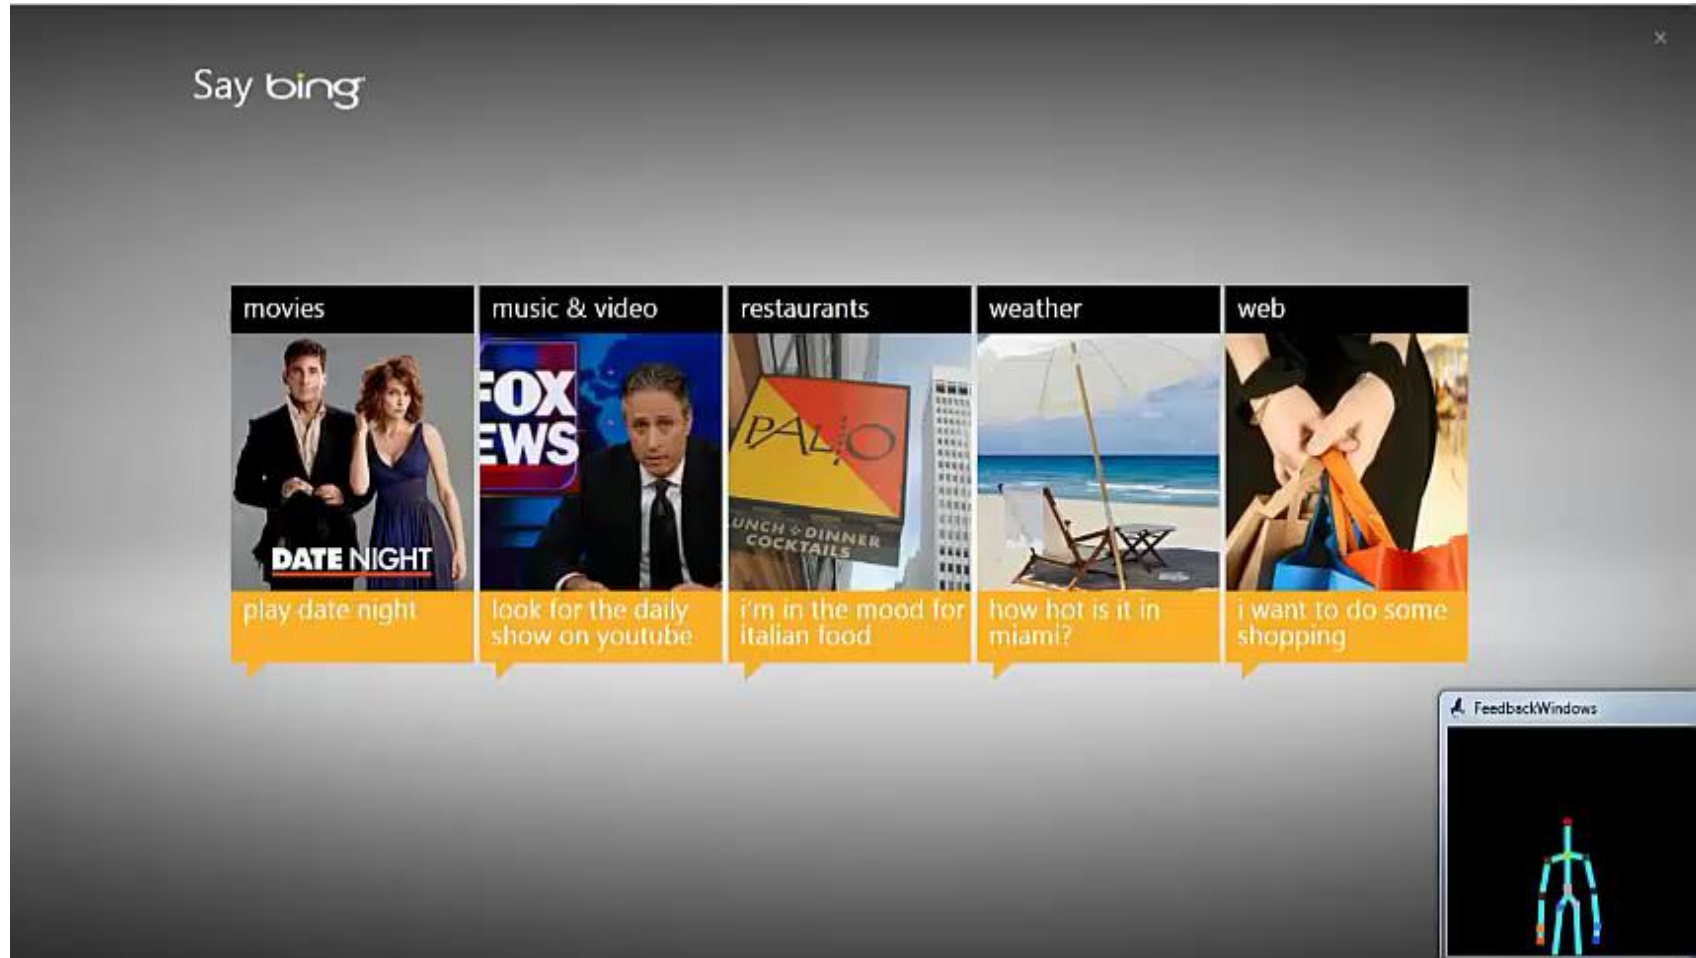 Say bing
movies
music & video
restaurants
weather
web
FOX
EWS
PALIO
UNCH DINNER
COCKTAILS
DATE NIGHT
play date night
look for the daily
show on youtube
i'm in the mood for
italian food
how hot is it in
miami?
i want to do some
shopping
FeedbackWindows